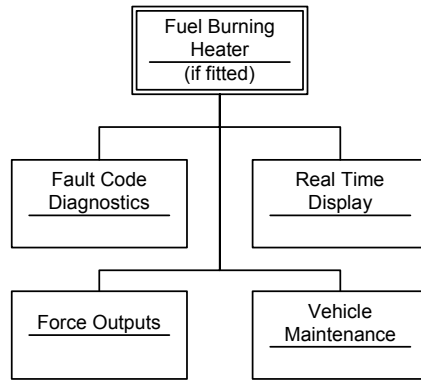 Fuel Burning
Heater
(if fitted)
Fault Code
Diagnostics
Real Time
Display
Force Outputs
Vehicle
Maintenance